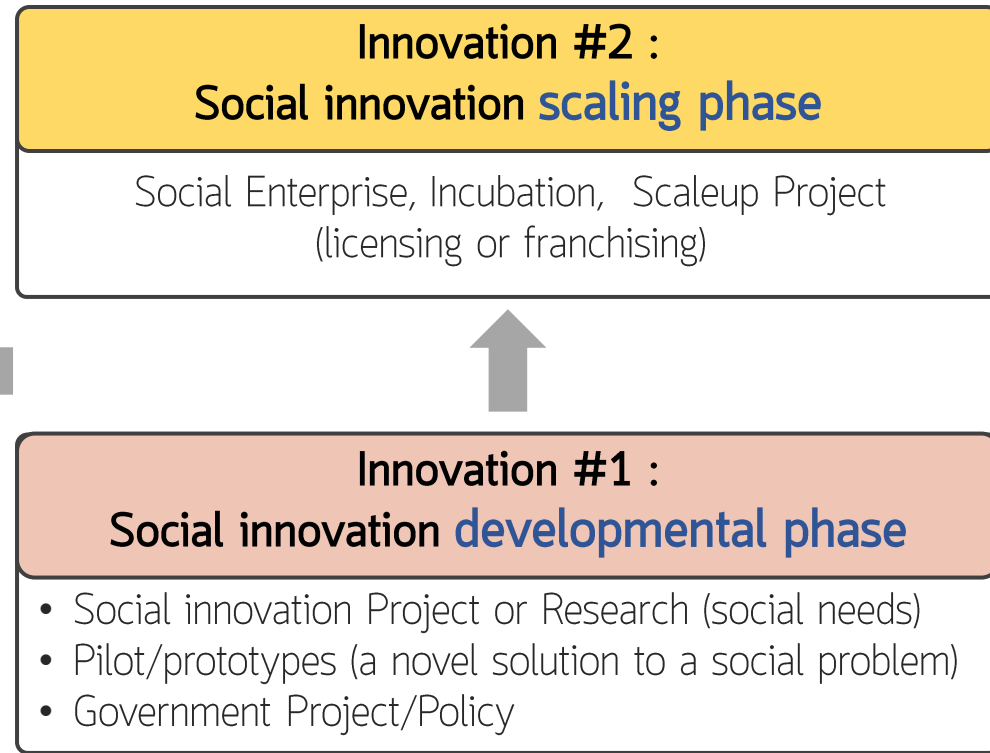 Innovation #2 :
Social innovation scaling phase
Social Enterprise, Incubation,  Scaleup Project
(licensing or franchising)
Innovation #1 :
Social innovation developmental phase
• Social innovation Project or Research (social needs)
• Pilot/prototypes (a novel solution to a social problem)
• Government Project/Policy